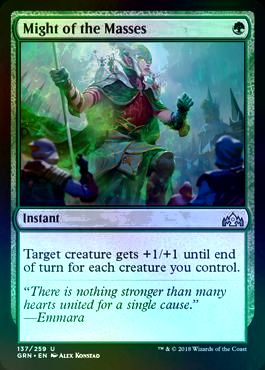 Might of the Masses
Instant
Target creature gets +1/+1 until end
of turn for each creature you control.
“There is nothing stronger than many
hearts united for a single cause.”
—Emmara
137/259 U
GRN • EN Alex Konstad
™ & © 2018 Wizards of the Coast